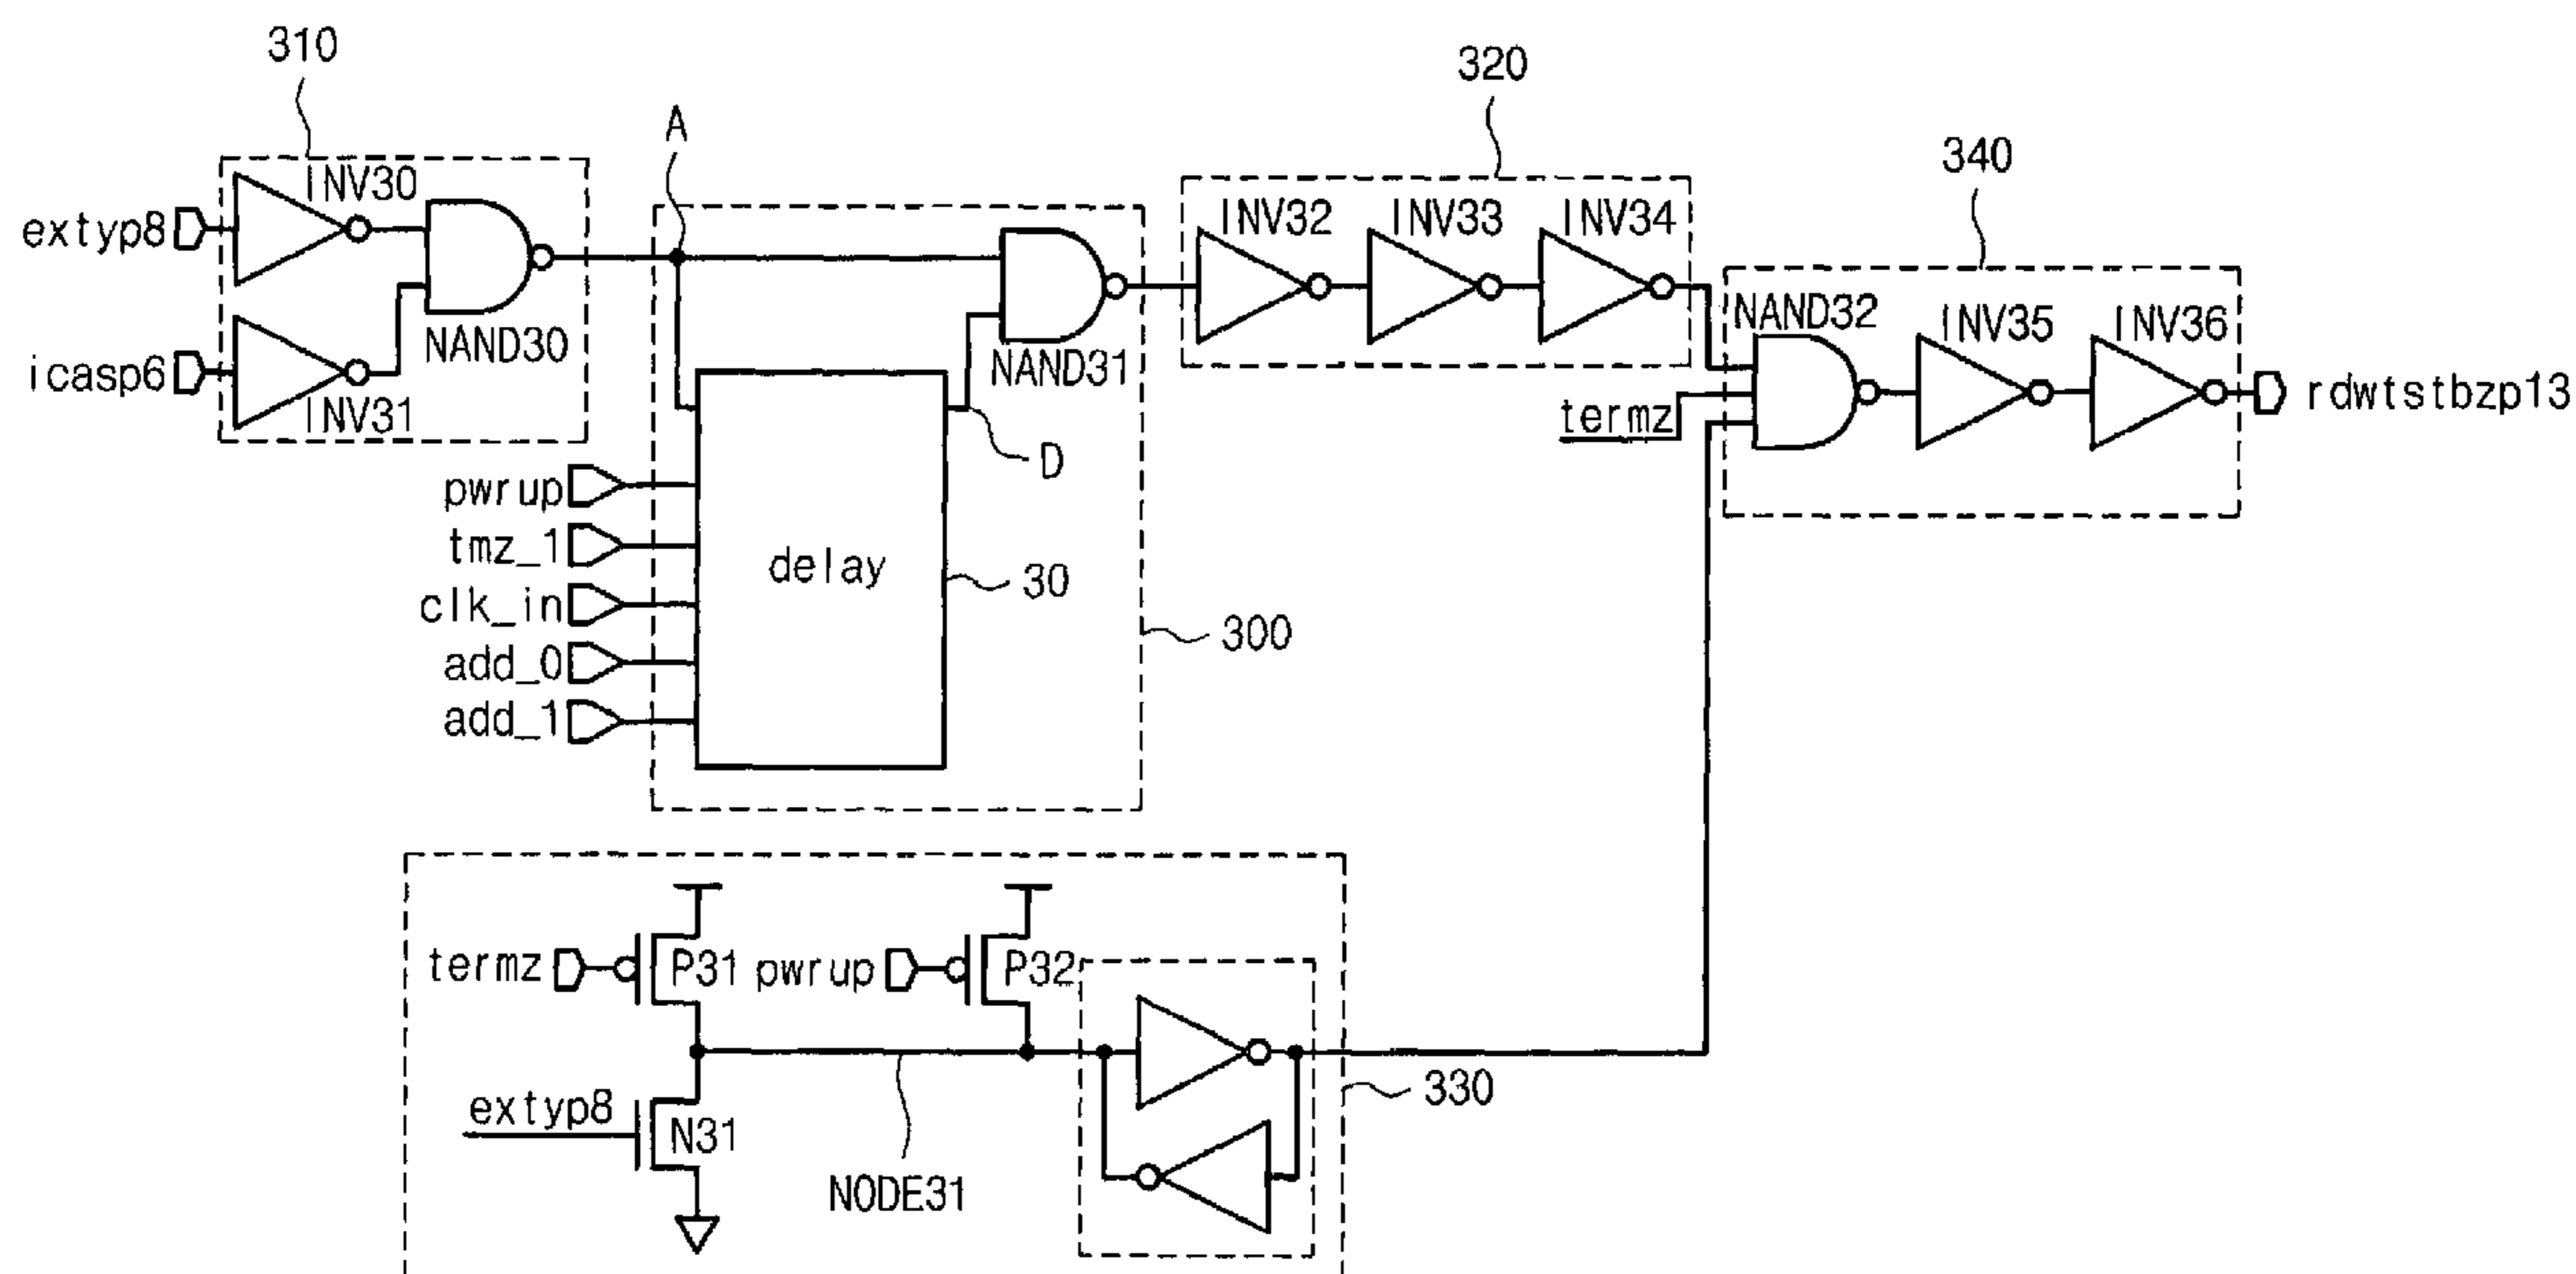 310
320
340
A
INV30
extyp8
NAND30
icasp6
INV31
INV32
INV33
INV34
NAND31
NAND32
INV35
INV36
termz
rdwtstbzp13
D
pwrup
tmz_1
clk_in
add_0
add_1
delay
30
300
termz
P31
pwrup
P32
extyp8
N31
NODE31
330